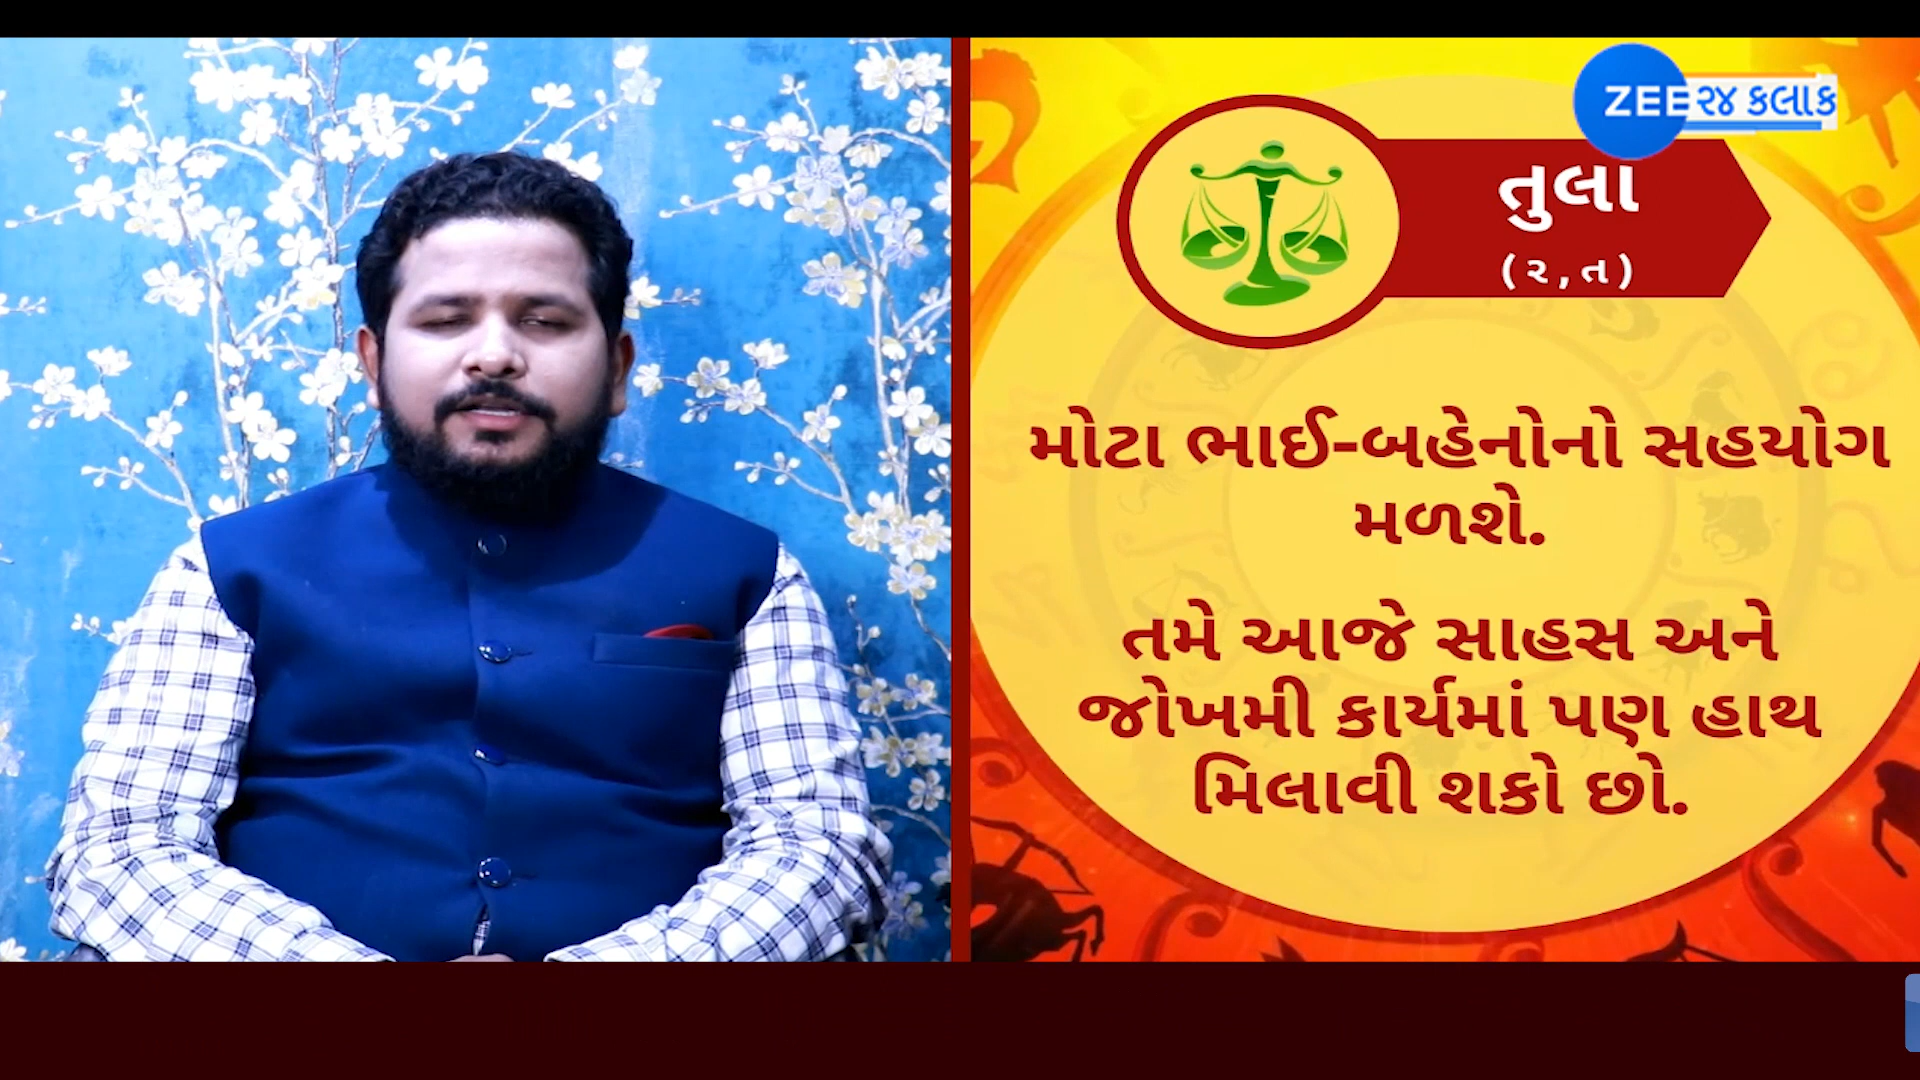 ZEE ૨૪ કલાક
તુલા
(ર,ત)
મોટા ભાઈ-બહેનોનો સહયોગ
મળશે.
તમે આજે સાહસ અને
જોખમી કાર્યમાં પણ હાથ
મિલાવી શકો છો.